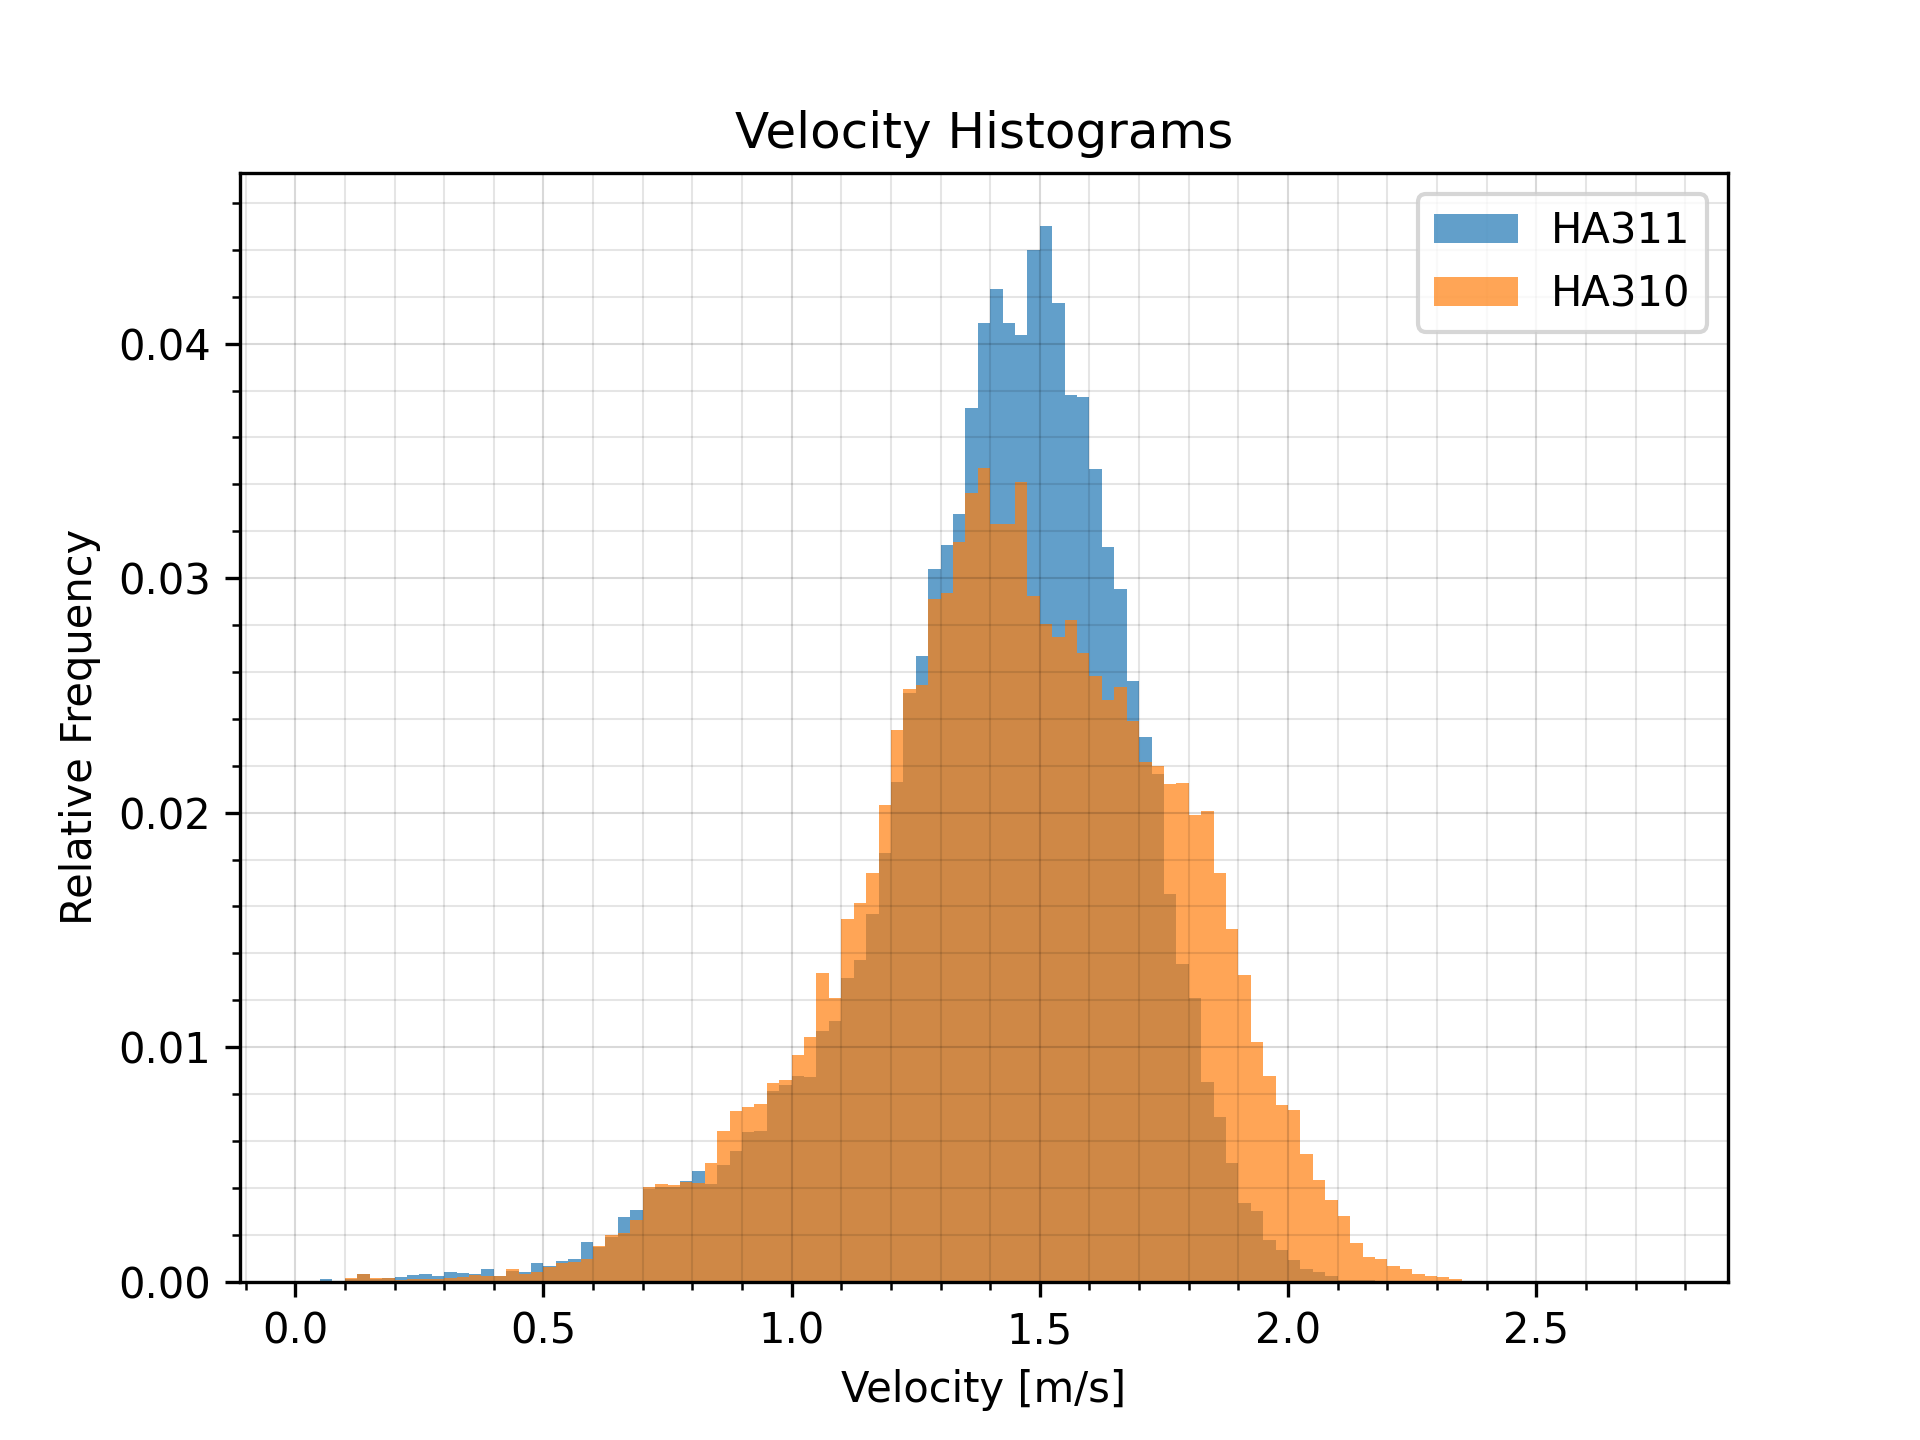 Velocity Histograms
HA311
HA310
0.04
0.03
0.02
0.01
0.00
Relative Frequency
0.0 0.5 1.0 1.5 2.0 2.5
Velocity [m/s]